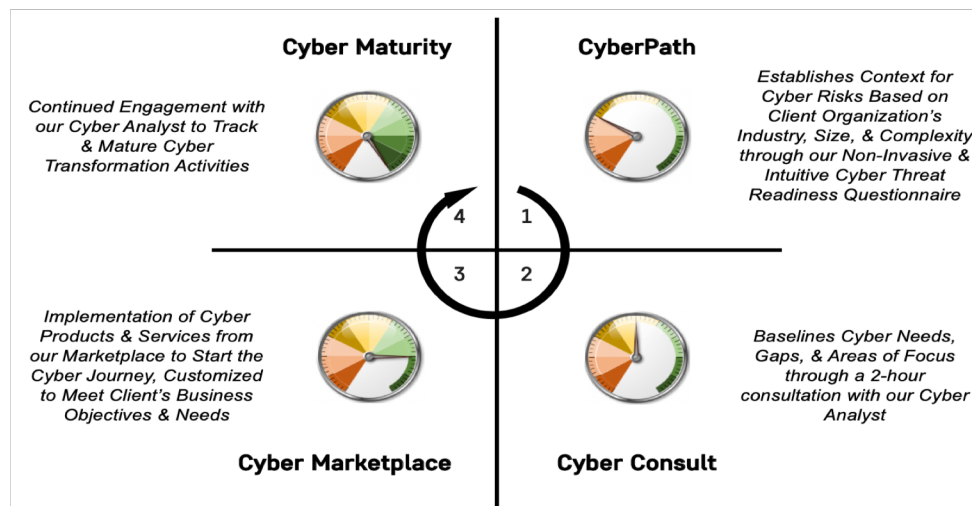 Cyber Maturity
Continued Engagement with
our Cyber Analyst to Track
& Mature Cyber
Transformation Activities
CyberPath
Establishes Context for
Cyber Risks Based on
Client Organization's
Industry, Size, & Complexity
through our Non-Invasive &
Intuitive Cyber Threat
Readiness Questionnaire
4
1
3
2
Implementation of Cyber
Products & Services from
our Marketplace to Start the
Cyber Journey, Customized
to Meet Client's Business
Objectives & Needs
Cyber Marketplace
Baselines Cyber Needs,
Gaps, & Areas of Focus
through a 2-hour
consultation with our Cyber
Analyst
Cyber Consult